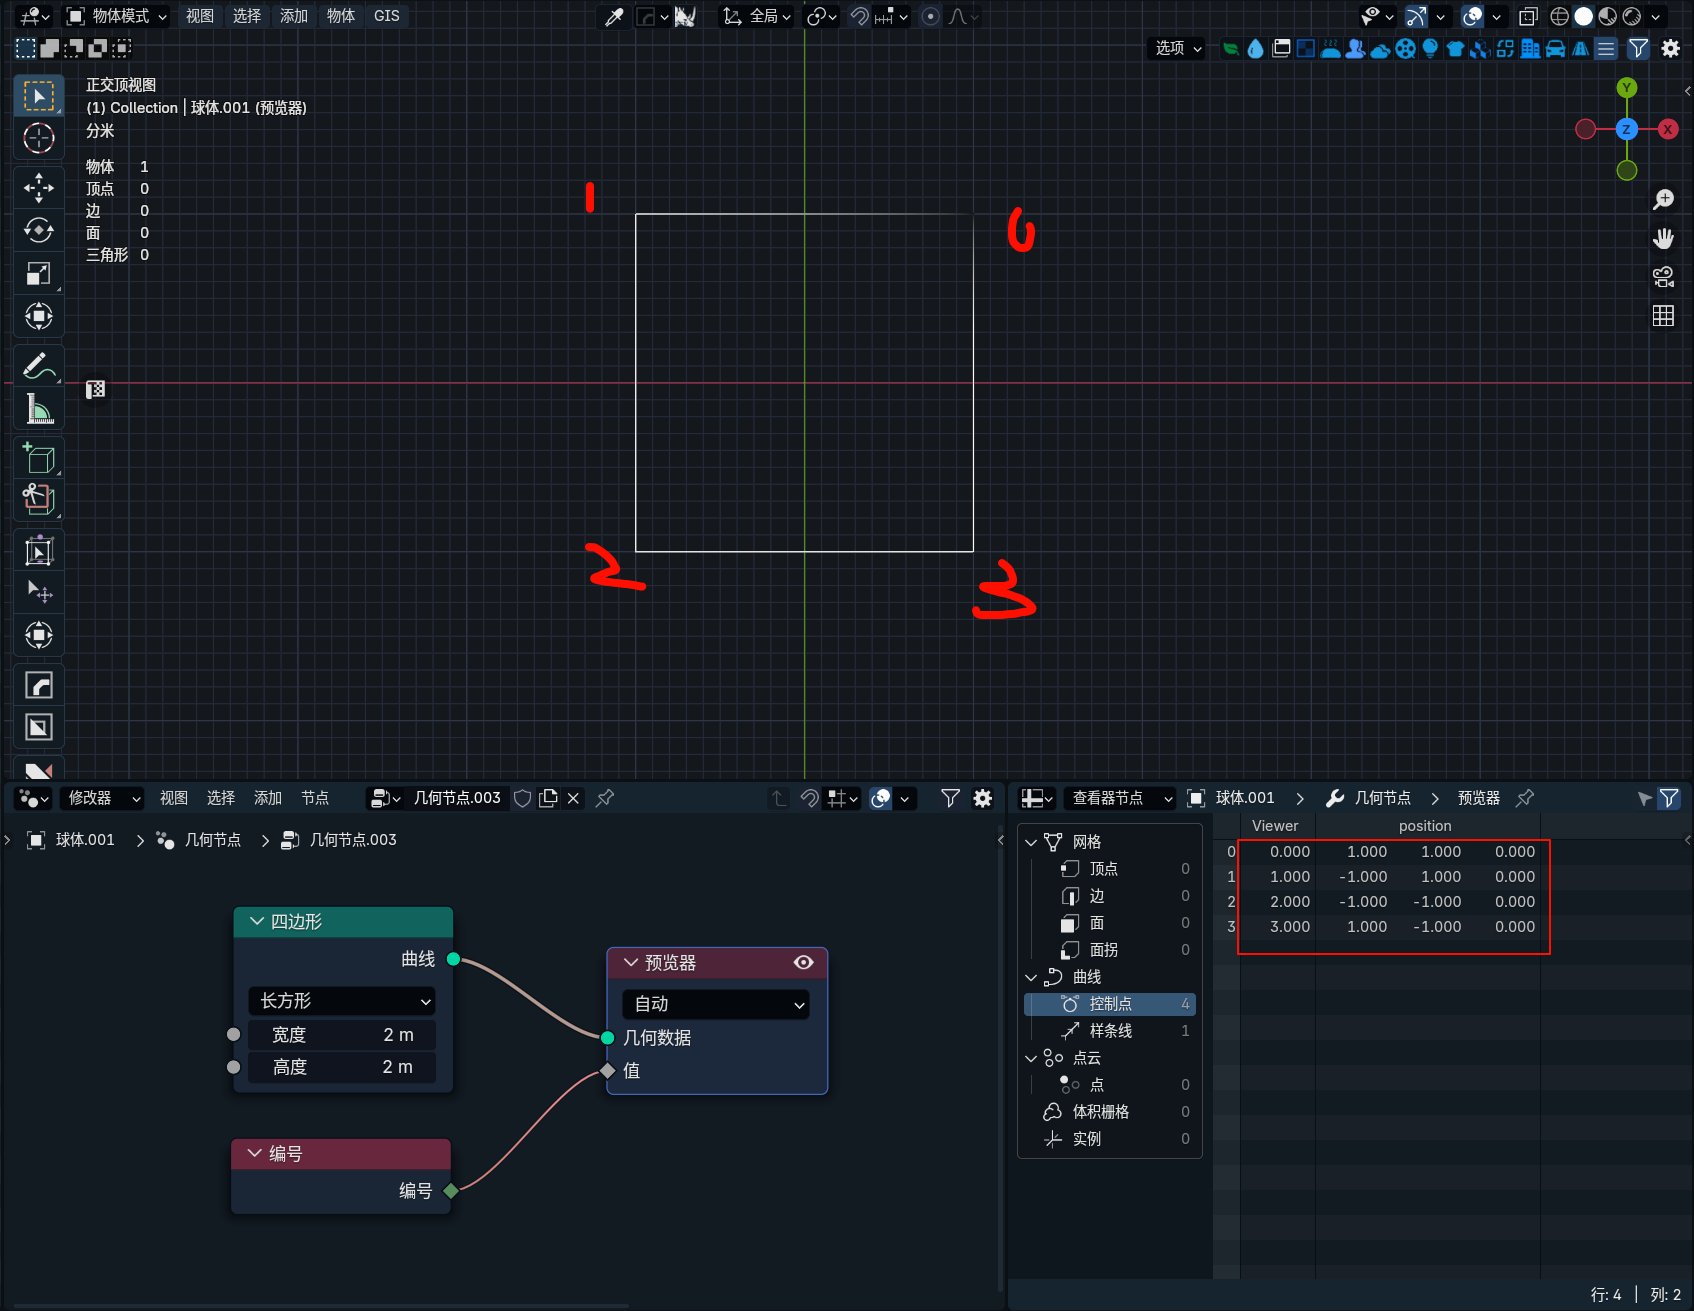 物体模式 视图 选择 添加 物体 GIS 全局
选项
正交顶视图
(1) Collection | 球体.001 (预览器)
分米
物体 1
顶点 0
边 0
面 0
三角形 0
Y
Z X
1
0
2
3
修改器 视图 选择 添加 节点 几何节点.003
球体.001 几何节点 几何节点.003
四边形
曲线
长方形
宽度 2 m
高度 2 m
预览器
自动
几何数据
值
编号
编号
查看器节点 球体.001 几何节点 预览器
网格
顶点 0
边 0
面 0
面拐 0
曲线
控制点 4
样条线 1
点云
点 0
体积栅格 0
实例 0
Viewer position
0 0.000 1.000 1.000 0.000
1 1.000 -1.000 1.000 0.000
2 2.000 -1.000 -1.000 0.000
3 3.000 1.000 -1.000 0.000
行: 4 | 列: 2